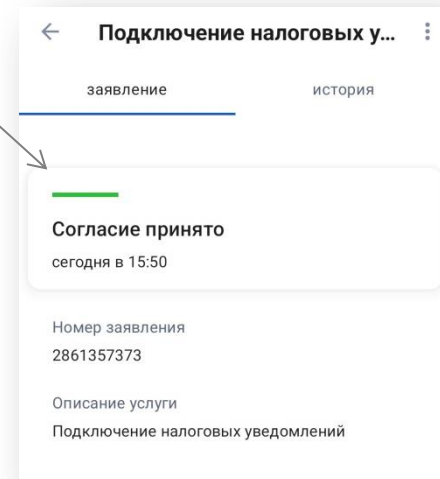 Подключение налоговых у...
заявление история
Согласие принято
сегодня в 15:50
Номер заявления
2861357373
Описание услуги
Подключение налоговых уведомлений